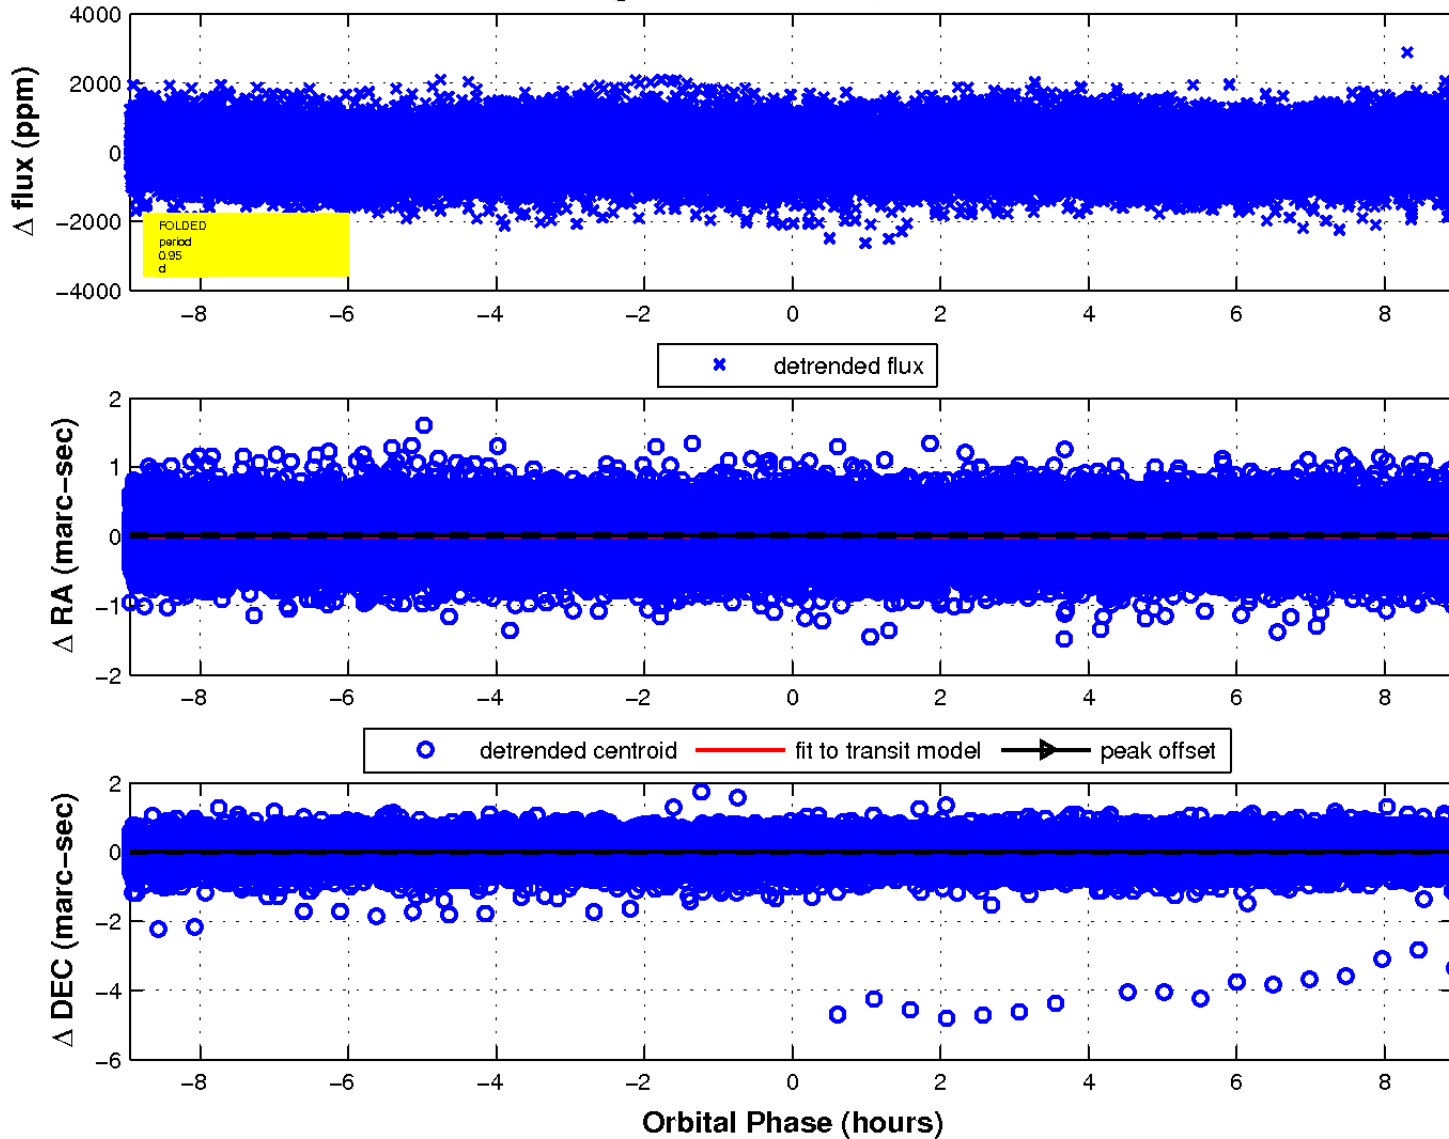 4000
2000
0
−2000
−4000
Δ flux (ppm)
FOLDED
period
0.95
d
−8 −6 −4 −2 0 2 4 6 8
detrended flux
2
1
0
−1
−2
Δ RA (marc−sec)
−8 −6 −4 −2 0 2 4 6 8
detrended centroid fit to transit model peak offset
2
0
−2
−4
−6
Δ DEC (marc−sec)
−8 −6 −4 −2 0 2 4 6 8
Orbital Phase (hours)